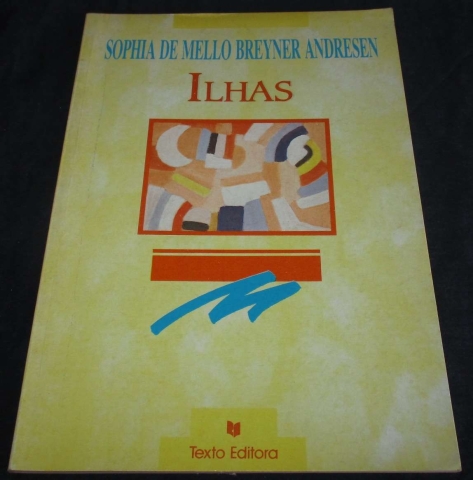 SOPHIA DE MELLO BREYNER ANDRESEN
ILHAS
Texto Editora